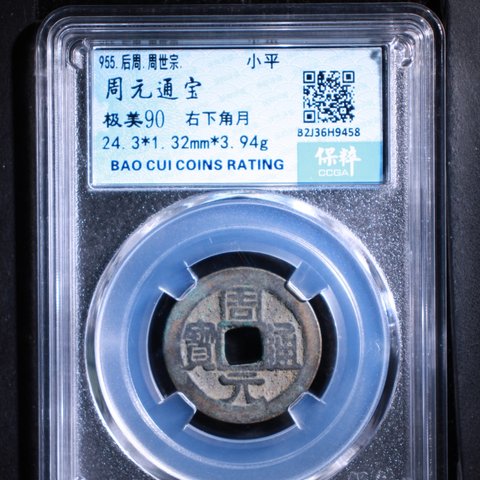 955.后周.周世宗. 小平
周元通宝
极美90 右下角月
24.3*1.32mm*3.94g
BAO CUI COINS RATING
B2J36H9458
保粹
CCGA
周元通寳